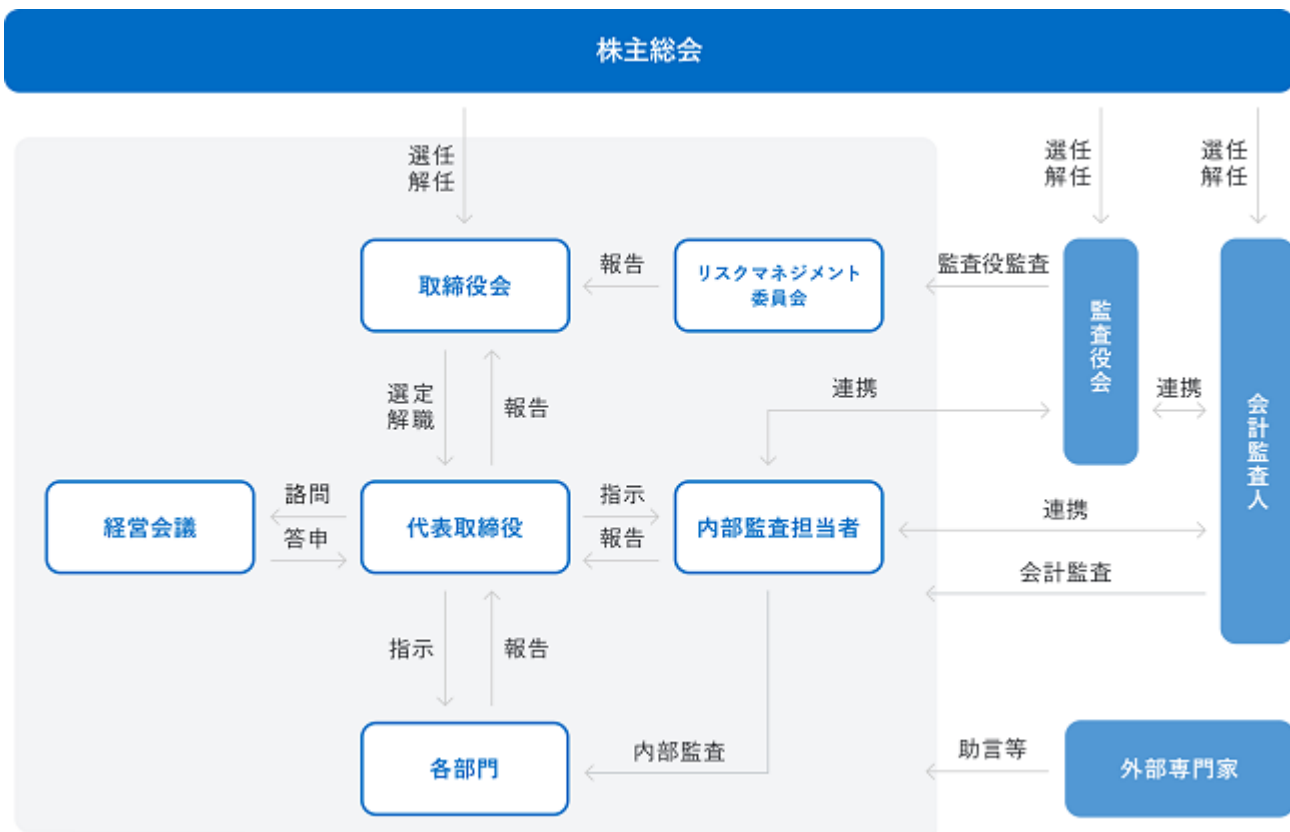 株主総会
選任
解任
選任
解任
選任
解任
取締役会
報告
リスクマネジメント
委員会
監査役監査
監査役会
選定
解職
報告
連携
連携
会計監査人
経営会議
諮問
答申
代表取締役
指示
報告
内部監査担当者
連携
会計監査
指示
報告
各部門
内部監査
助言等
外部専門家